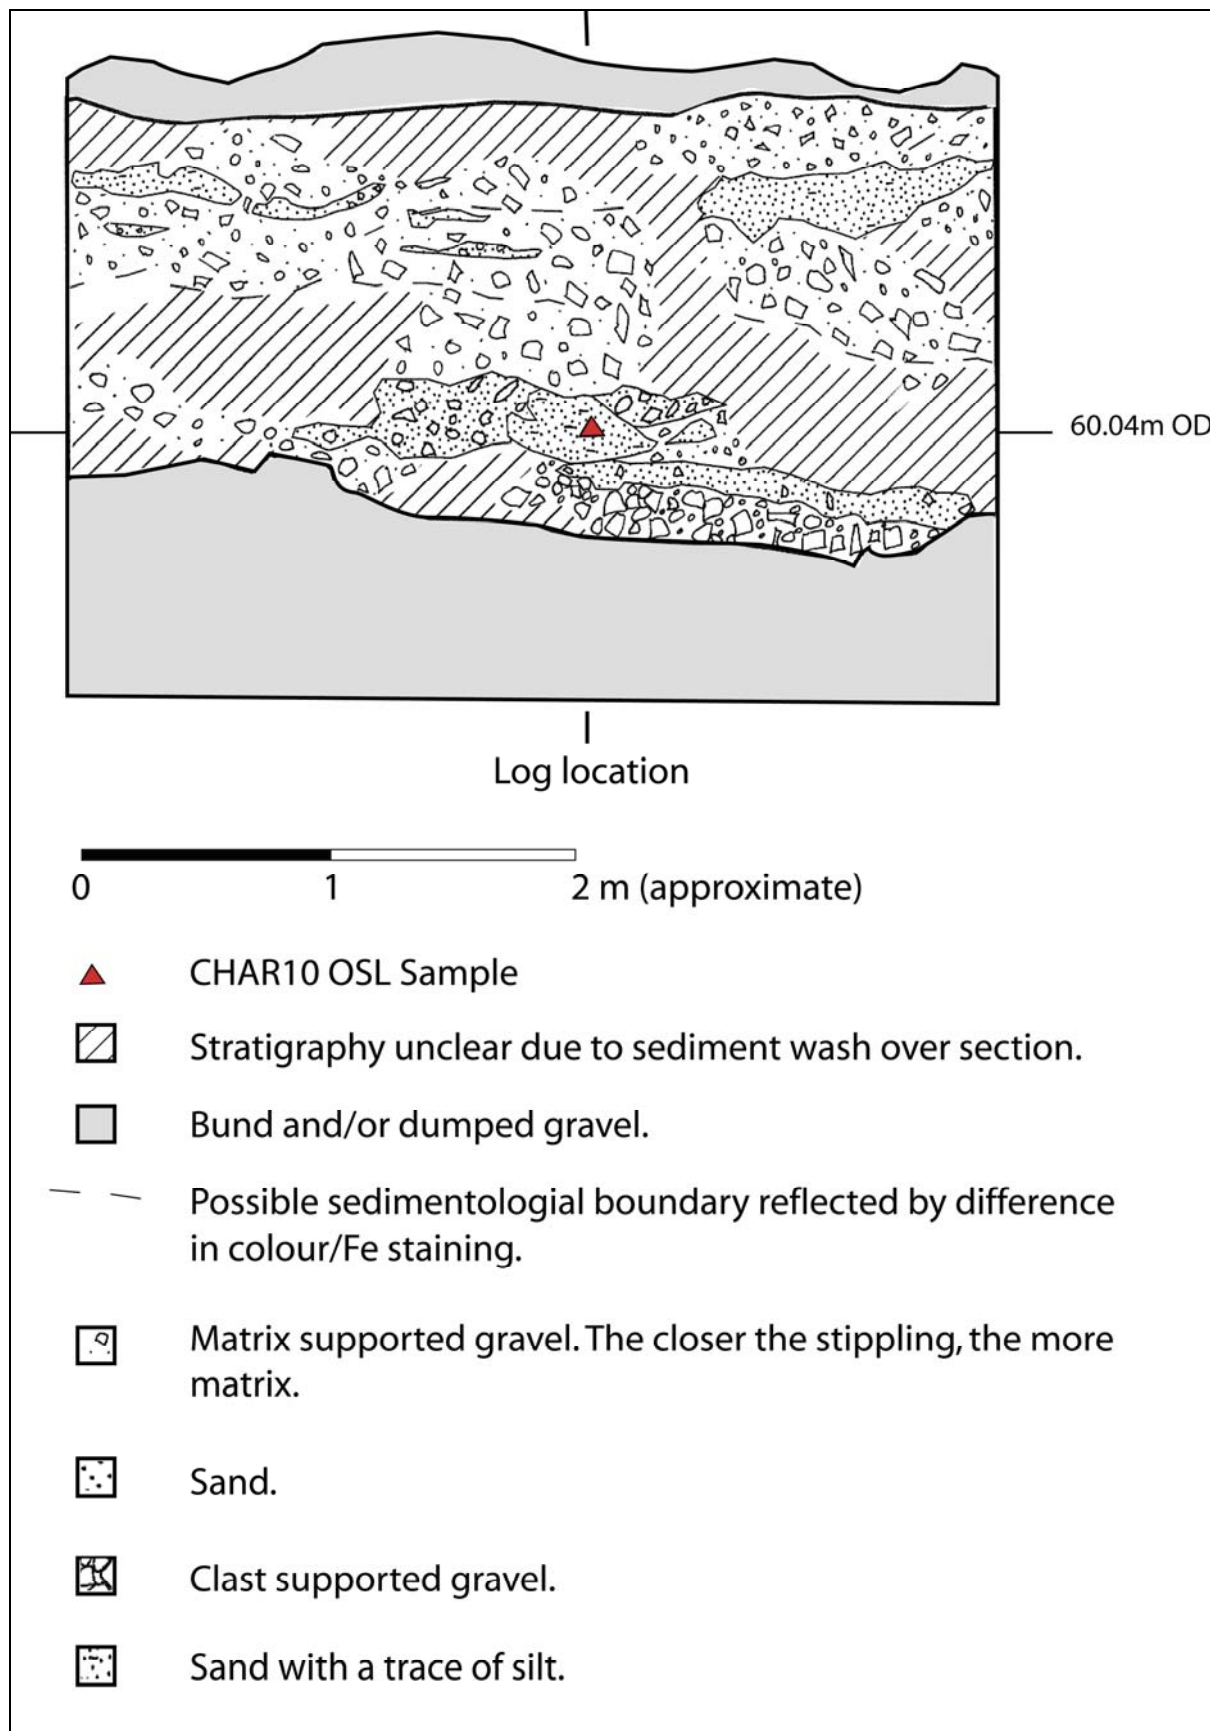 60.04m OD
Log location
0 1 2 m (approximate)
CHAR10 OSL Sample
Stratigraphy unclear due to sediment wash over section.
Bund and/or dumped gravel.
Possible sedimentologial boundary reflected by difference
in colour/Fe staining.
Matrix supported gravel. The closer the stippling, the more
matrix.
Sand.
Clast supported gravel.
Sand with a trace of silt.